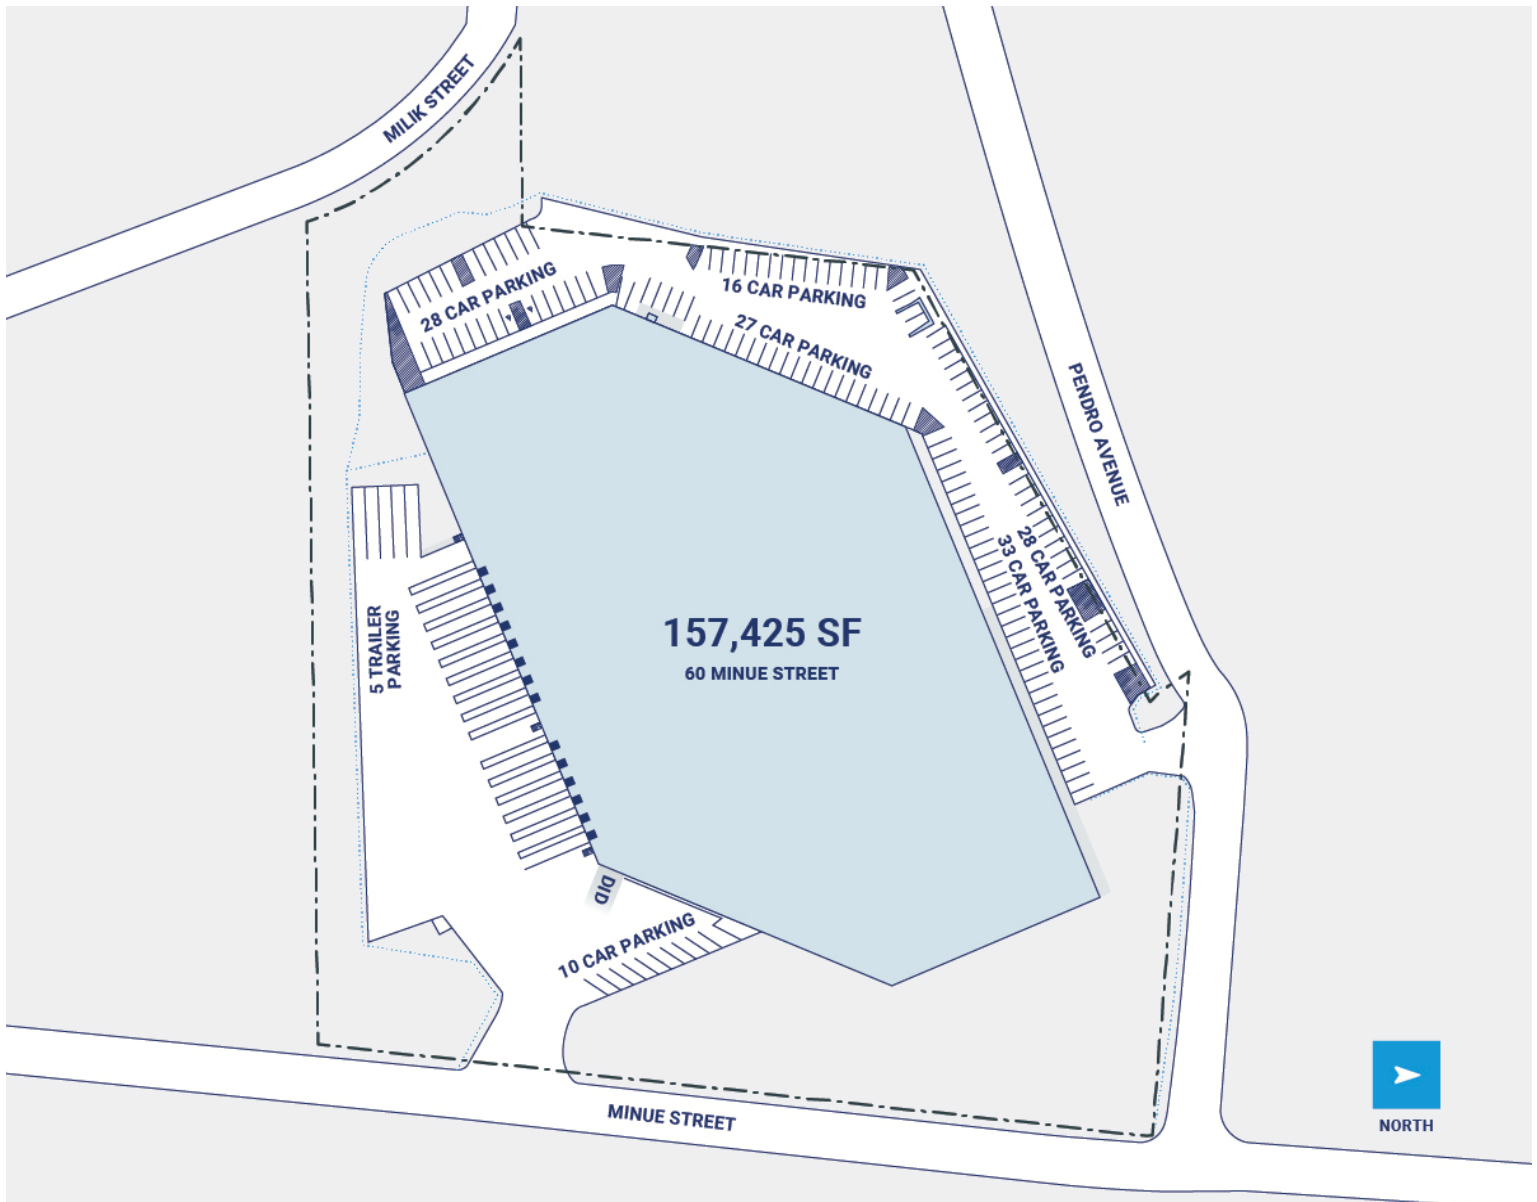 MILIK STREET
28 CAR PARKING
16 CAR PARKING
27 CAR PARKING
PENDRO AVENUE
28 CAR PARKING
33 CAR PARKING
157,425 SF
60 MINUE STREET
5 TRAILER
PARKING
DID
10 CAR PARKING
MINUE STREET
NORTH